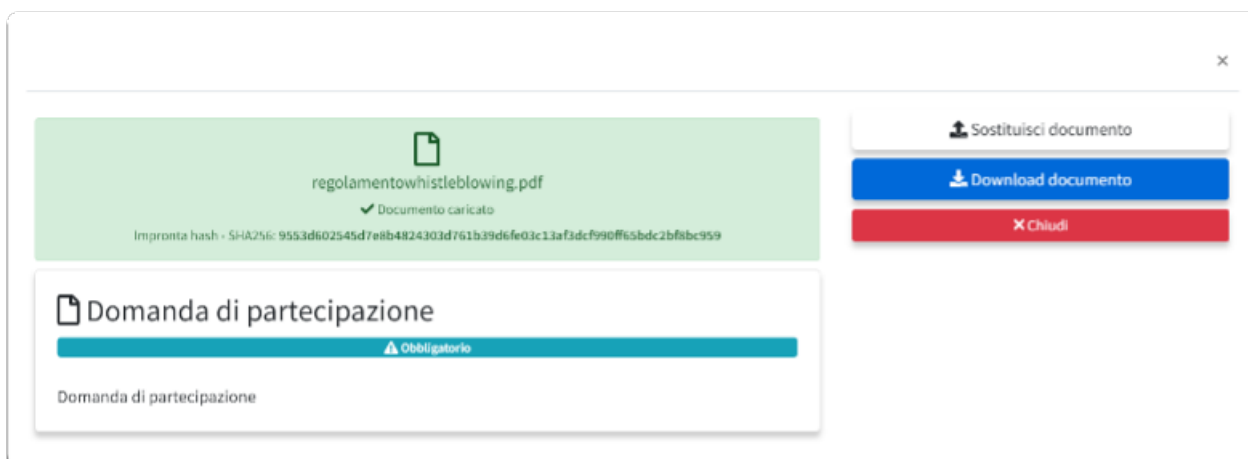 ×
regolamentowhistleblowing.pdf
Documento caricato
Impronta hash - SHA256: 9553d602545d7e8b4824303d761b39d6fe03c13af3dcf990ff65bdc2bf8bc959
Domanda di partecipazione
Obbligatorio
Domanda di partecipazione
Sostituisci documento
Download documento
Chiudi